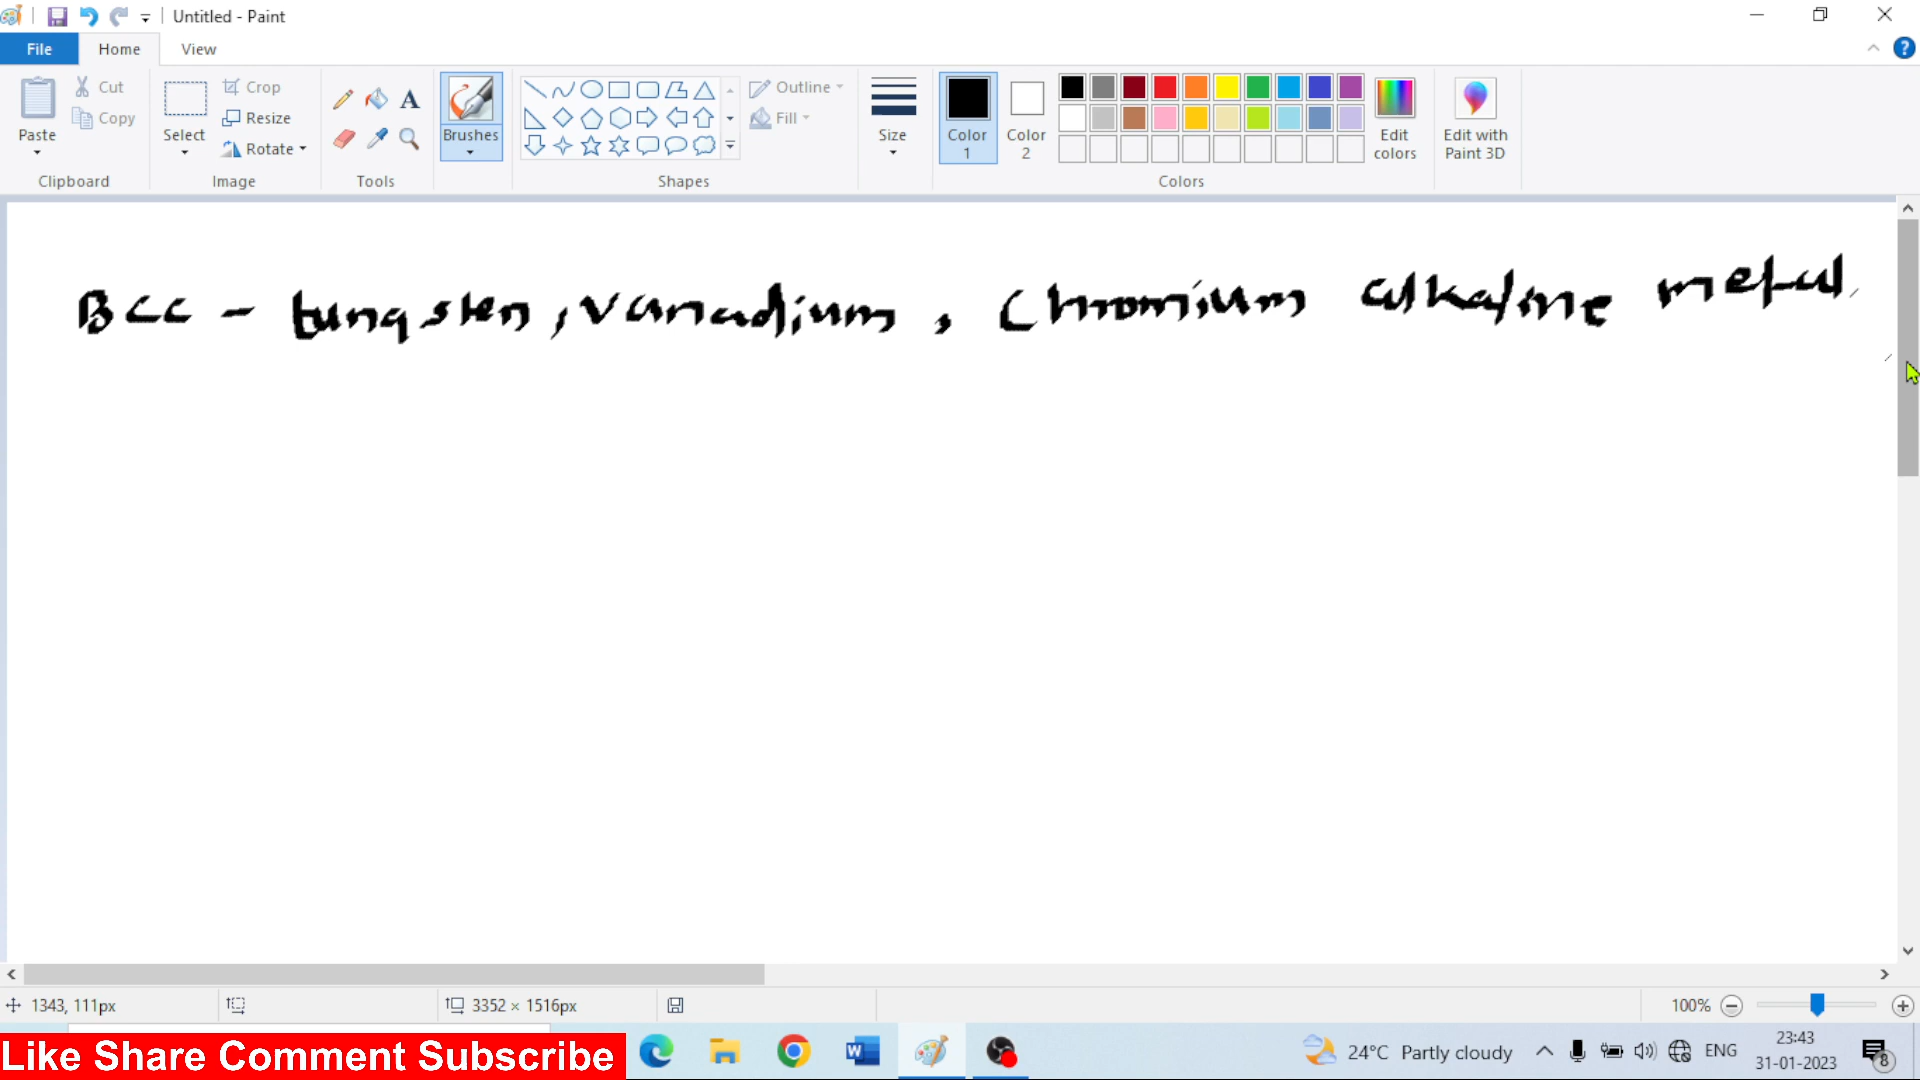 Untitled - Paint
File Home View
Paste Cut Copy Clipboard
Select Crop Resize Rotate Image
Tools
Brushes
Shapes
Outline Fill
Size
Color 1
Color 2
Colors
Edit colors
Edit with Paint 3D
BCC - tungsten, vanadium, Chromium alkaline metal
1343, 111px
3352 × 1516px
100%
Like Share Comment Subscribe
24°C Partly cloudy
ENG
23:43
31-01-2023
8